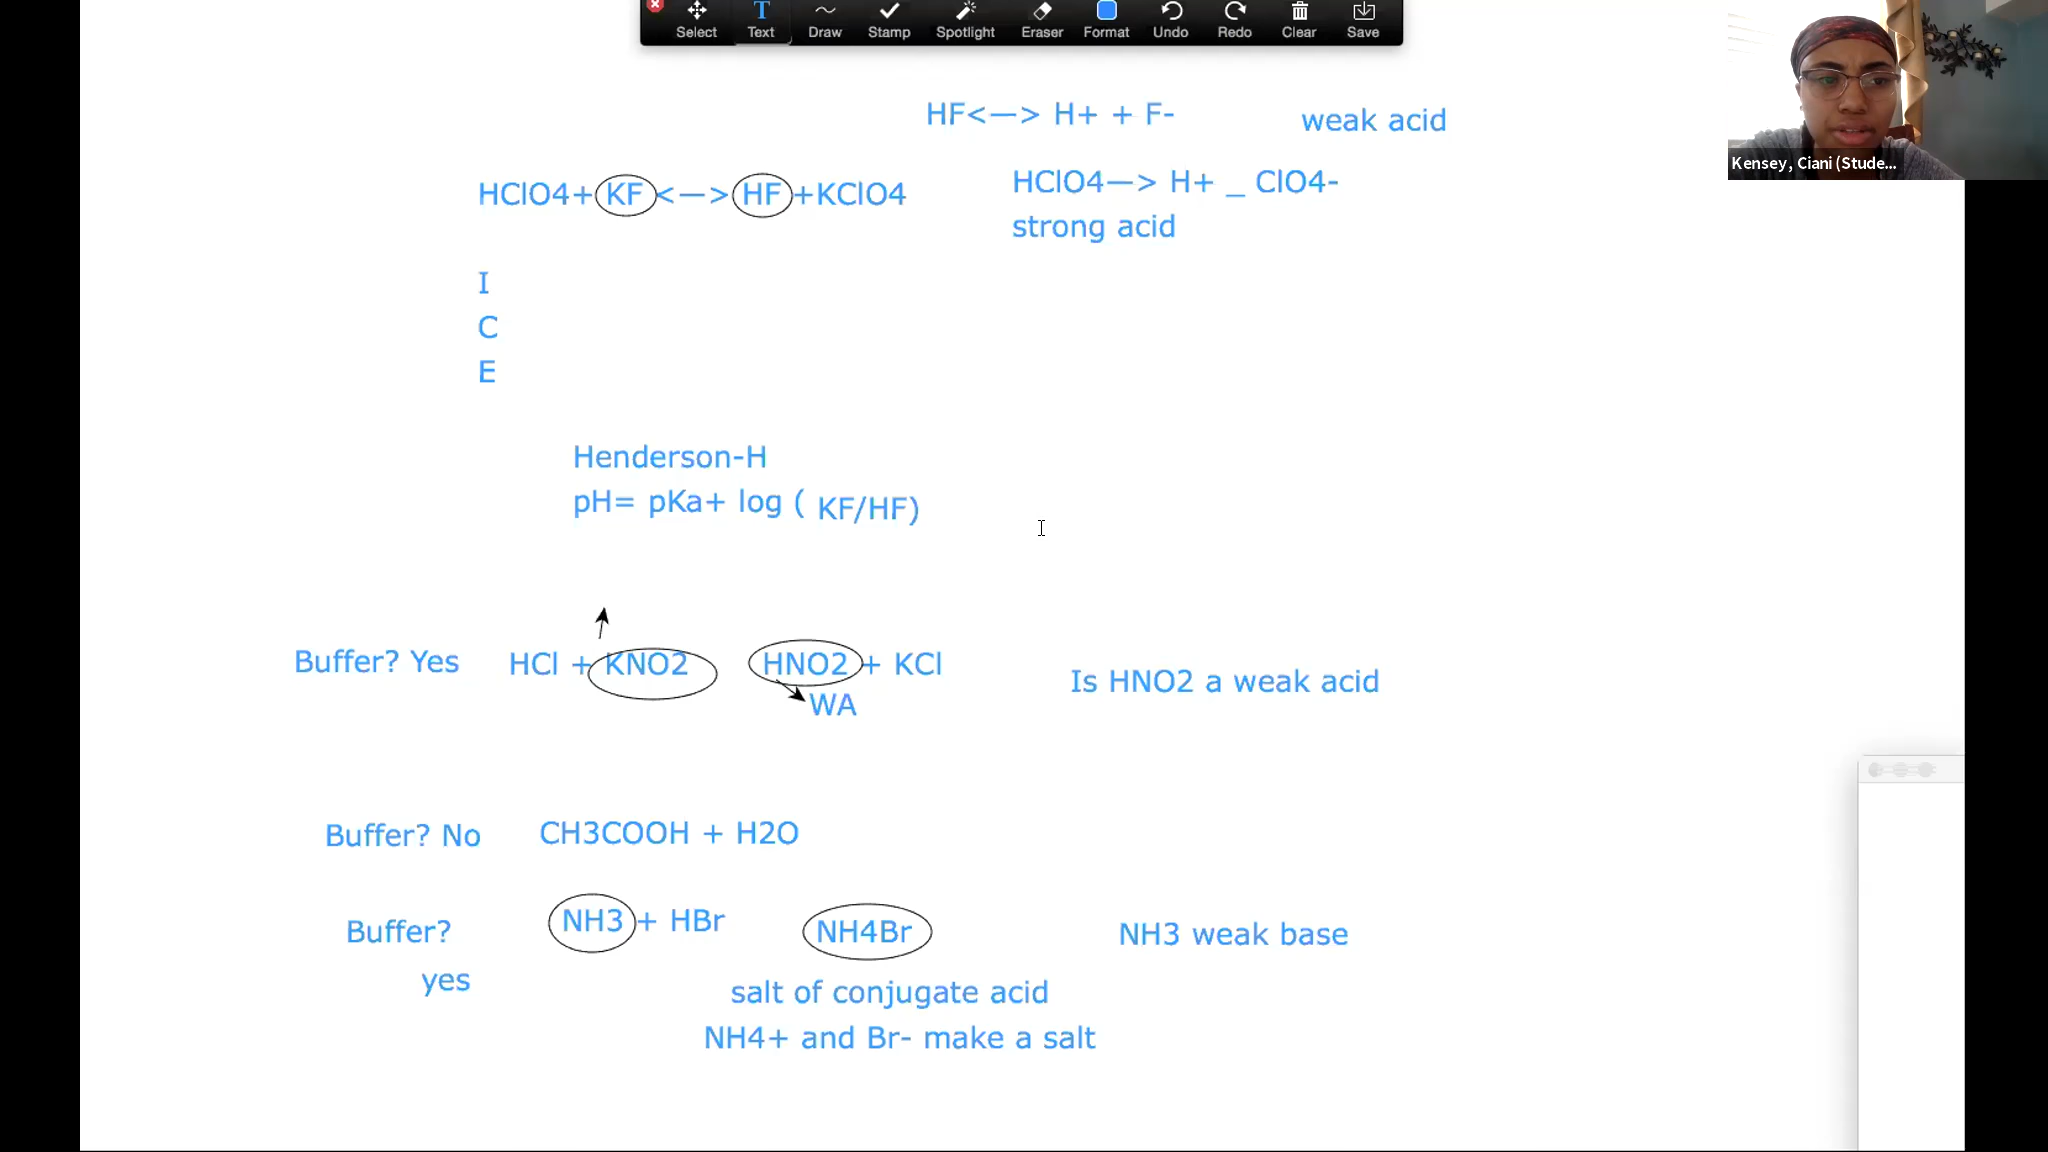 Select Text Draw Stamp Spotlight Eraser Format Undo Redo Clear Save
HF<—> H+ + F-
weak acid
Kensey, Ciani (Stude...
HClO4+ KF <—> HF +KClO4
HClO4—> H+ _ ClO4-
strong acid
I
C
E
Henderson-H
pH= pKa+ log ( KF/HF)
Buffer? Yes
HCl + KNO2
HNO2 + KCl
WA
Is HNO2 a weak acid
Buffer? No
CH3COOH + H2O
Buffer?
yes
NH3 + HBr
NH4Br
NH3 weak base
salt of conjugate acid
NH4+ and Br- make a salt